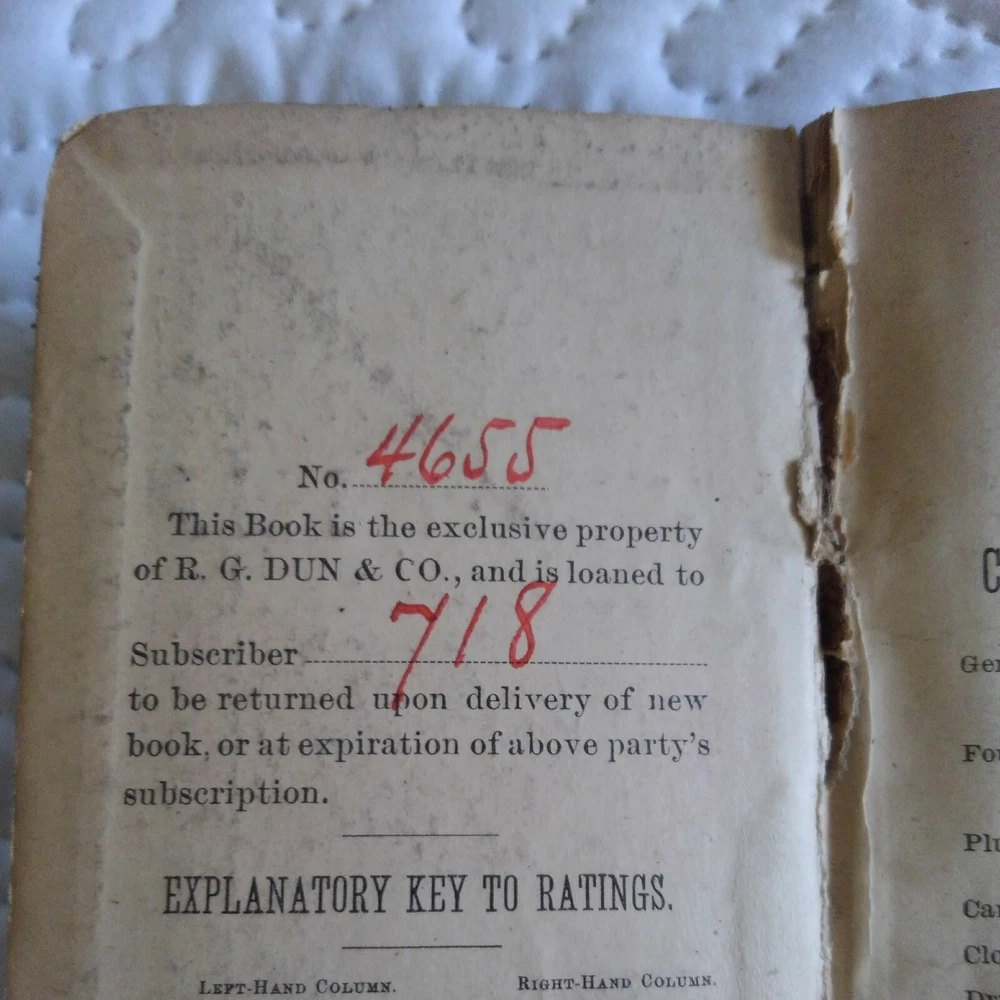 No. 4655
This Book is the exclusive property
of R. G. DUN & CO., and is loaned to
Subscriber 718
to be returned upon delivery of new
book, or at expiration of above party's
subscription.
EXPLANATORY KEY TO RATINGS.
LEFT-HAND COLUMN. RIGHT-HAND COLUMN.